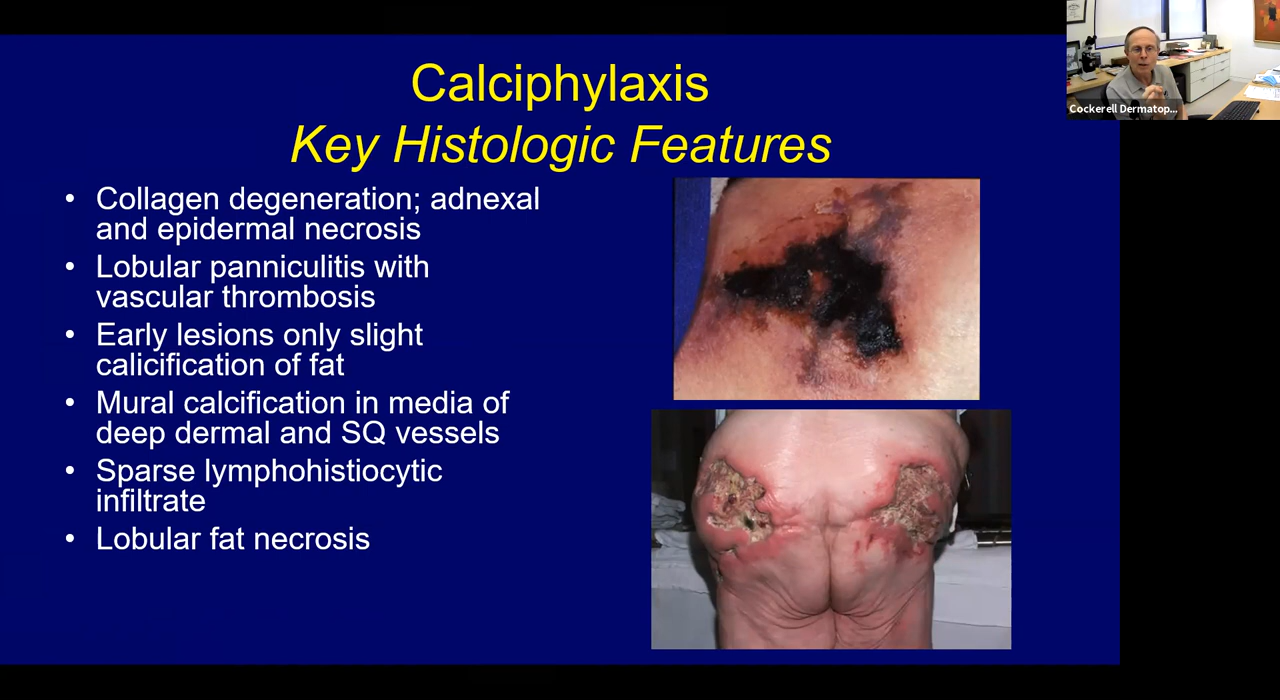 Calciphylaxis
Key Histologic Features
• Collagen degeneration; adnexal
and epidermal necrosis
• Lobular panniculitis with
vascular thrombosis
• Early lesions only slight
calicification of fat
• Mural calcification in media of
deep dermal and SQ vessels
• Sparse lymphohistiocytic
infiltrate
• Lobular fat necrosis
Cockerell Dermatop...